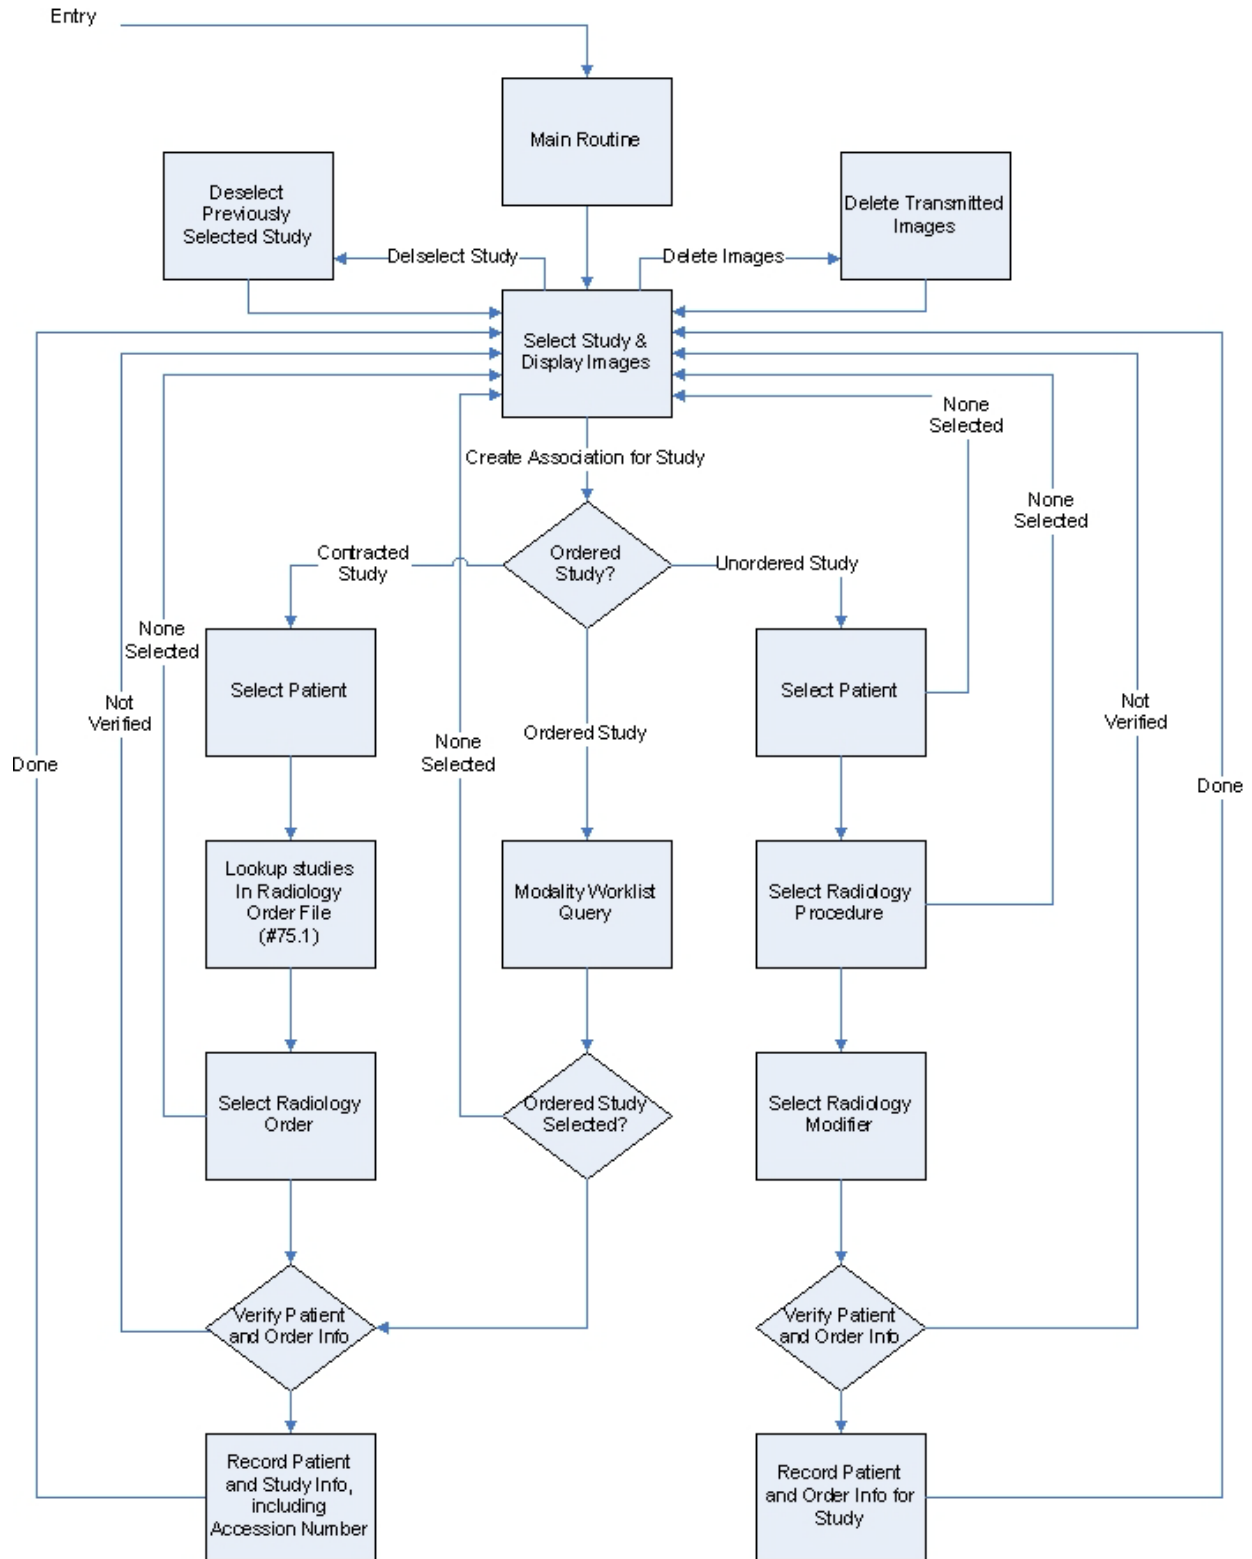 Entry
Main Routine
Deselect
Previously
Selected Study
Delete Transmitted
Images
Delselect Study
Delete Images
Select Study &
Display Images
None
Selected
Create Association for Study
None
Selected
Contracted
Study
Ordered
Study?
Unordered Study
None
Selected
Select Patient
Select Patient
Not
Verified
Not
Verified
Ordered Study
None
Selected
Done
Done
Lookup studies
In Radiology
Order File
(#75.1)
Modality Worklist
Query
Select Radiology
Procedure
Select Radiology
Order
Ordered Study
Selected?
Select Radiology
Modifier
Verify Patient
and Order Info
Verify Patient
and Order Info
Record Patient
and Study Info,
including
Accession Number
Record Patient
and Order Info for
Study